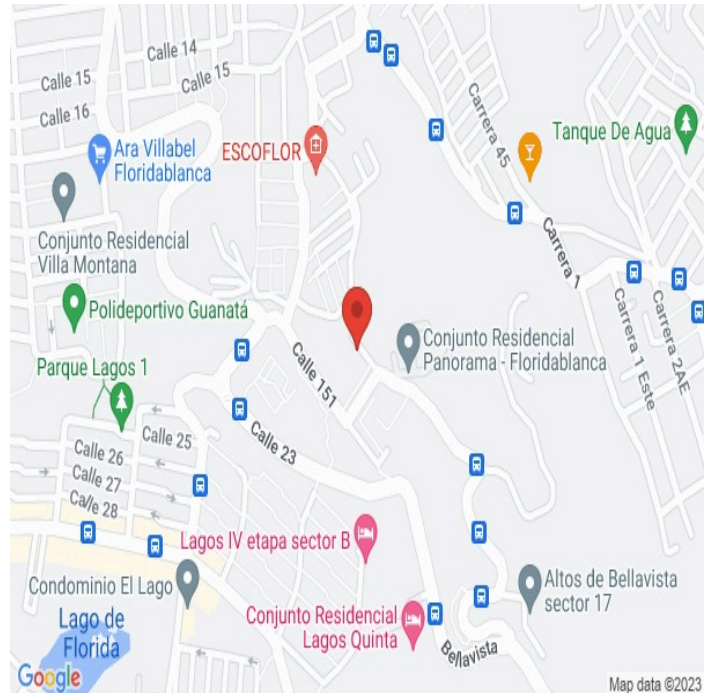 Calle 14
Calle 15
Calle 15
Calle 16
Ara Villabel
Floridablanca
ESCOFLOR
Carrera 45
Tanque De Agua
Conjunto Residencial
Villa Montana
Polideportivo Guanatá
Parque Lagos 1
Carrera 1
Carrera 1 Este
Carrera 2AE
Conjunto Residencial
Panorama - Floridablanca
Calle 151
Calle 23
Calle 25
Calle 26
Calle 27
Calle 28
Lagos IV etapa sector B
Condominio El Lago
Lago de
Florida
Conjunto Residencial
Lagos Quinta
Bellavista
Altos de Bellavista
sector 17
Google
Map data ©2023